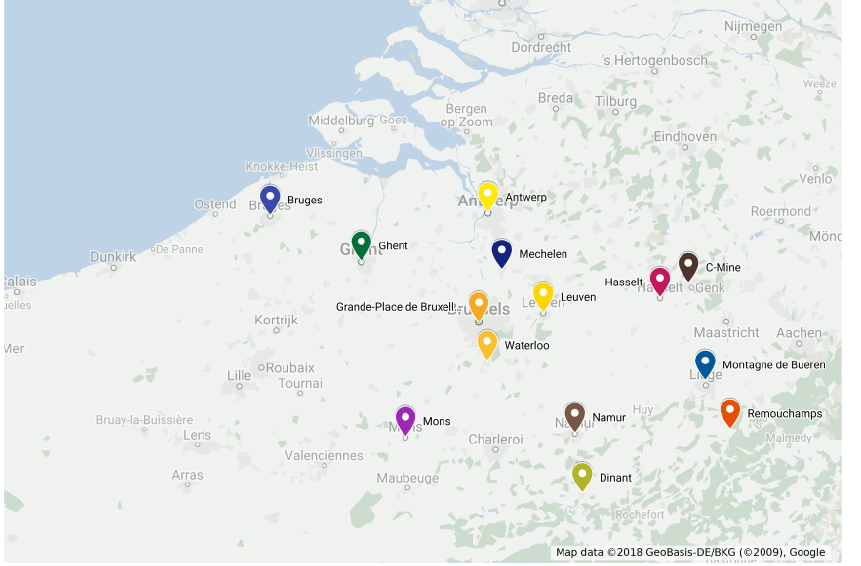 Nijmegen
Dordrecht
's Hertogenbosch
Weeze
Breda
Tilburg
Bergen
op Zoom
Middelburg
Goes
Eindhoven
Vlissingen
Knokke-Heist
Venlo
Ostend
Bruges
Antwerp
Roermond
De Panne
Dunkirk
Ghent
Mechelen
C-Mine
Genk
Hasselt
Calais
Leuven
Grande-Place de Bruxell...
Brussels
Kortrijk
Maastricht
Aachen
Waterloo
Roubaix
Lille
Tournai
Montagne de Bueren
Liège
Mons
Namur
Huy
Remouchamps
Bruay-la-Buissière
Lens
Charleroi
Malmedy
Valenciennes
Arras
Maubeuge
Dinant
Rochefort
Map data ©2018 GeoBasis-DE/BKG (©2009), Google